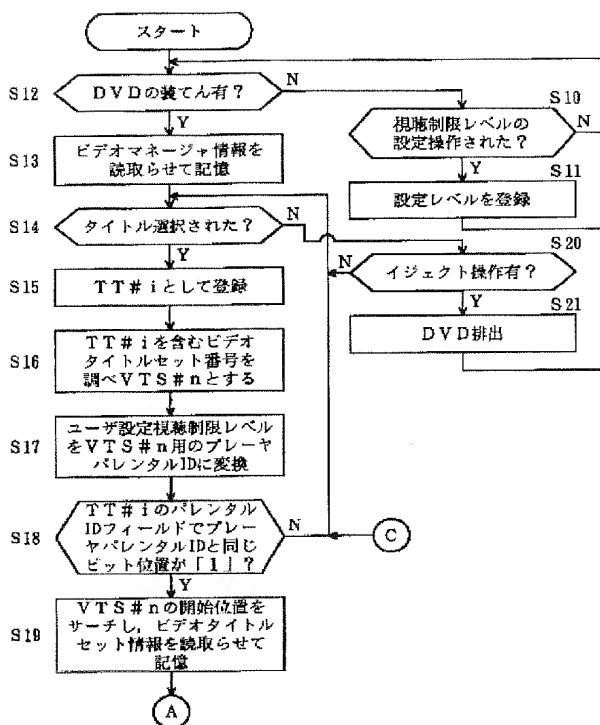 スタート
S12
DVDの装てん有?
N
Y
S10
視聴制限レベルの
設定操作された?
N
Y
S13
ビデオマネージャ情報を
読取らせて記憶
S11
設定レベルを登録
S14
タイトル選択された?
N
Y
S20
イジェクト操作有?
N
Y
S15
TT#iとして登録
S21
DVD排出
S16
TT#iを含むビデオ
タイトルセット番号を
調べVTS#nとする
S17
ユーザ設定視聴制限レベル
をVTS#n用のプレーヤ
パレンタルIDに変換
S18
TT#iのパレンタル
IDフィールドでプレー
ヤパレンタルIDと同じ
ビット位置が「1」?
N
Y
C
S19
VTS#nの開始位置を
サーチし、ビデオタイトル
セット情報を読取らせて
記憶
A